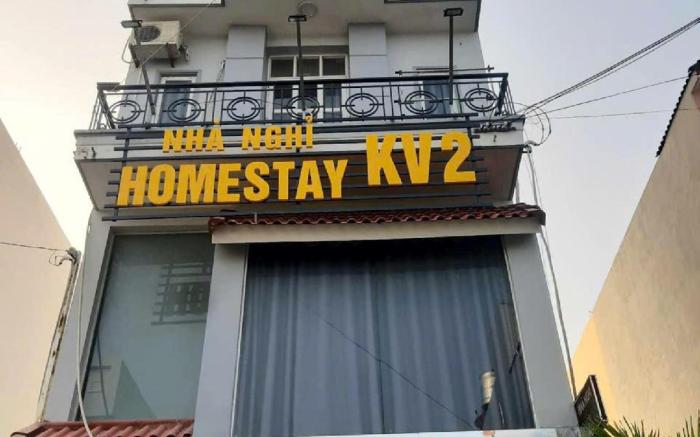 NHÀ NGHỈ
HOMESTAY KV2